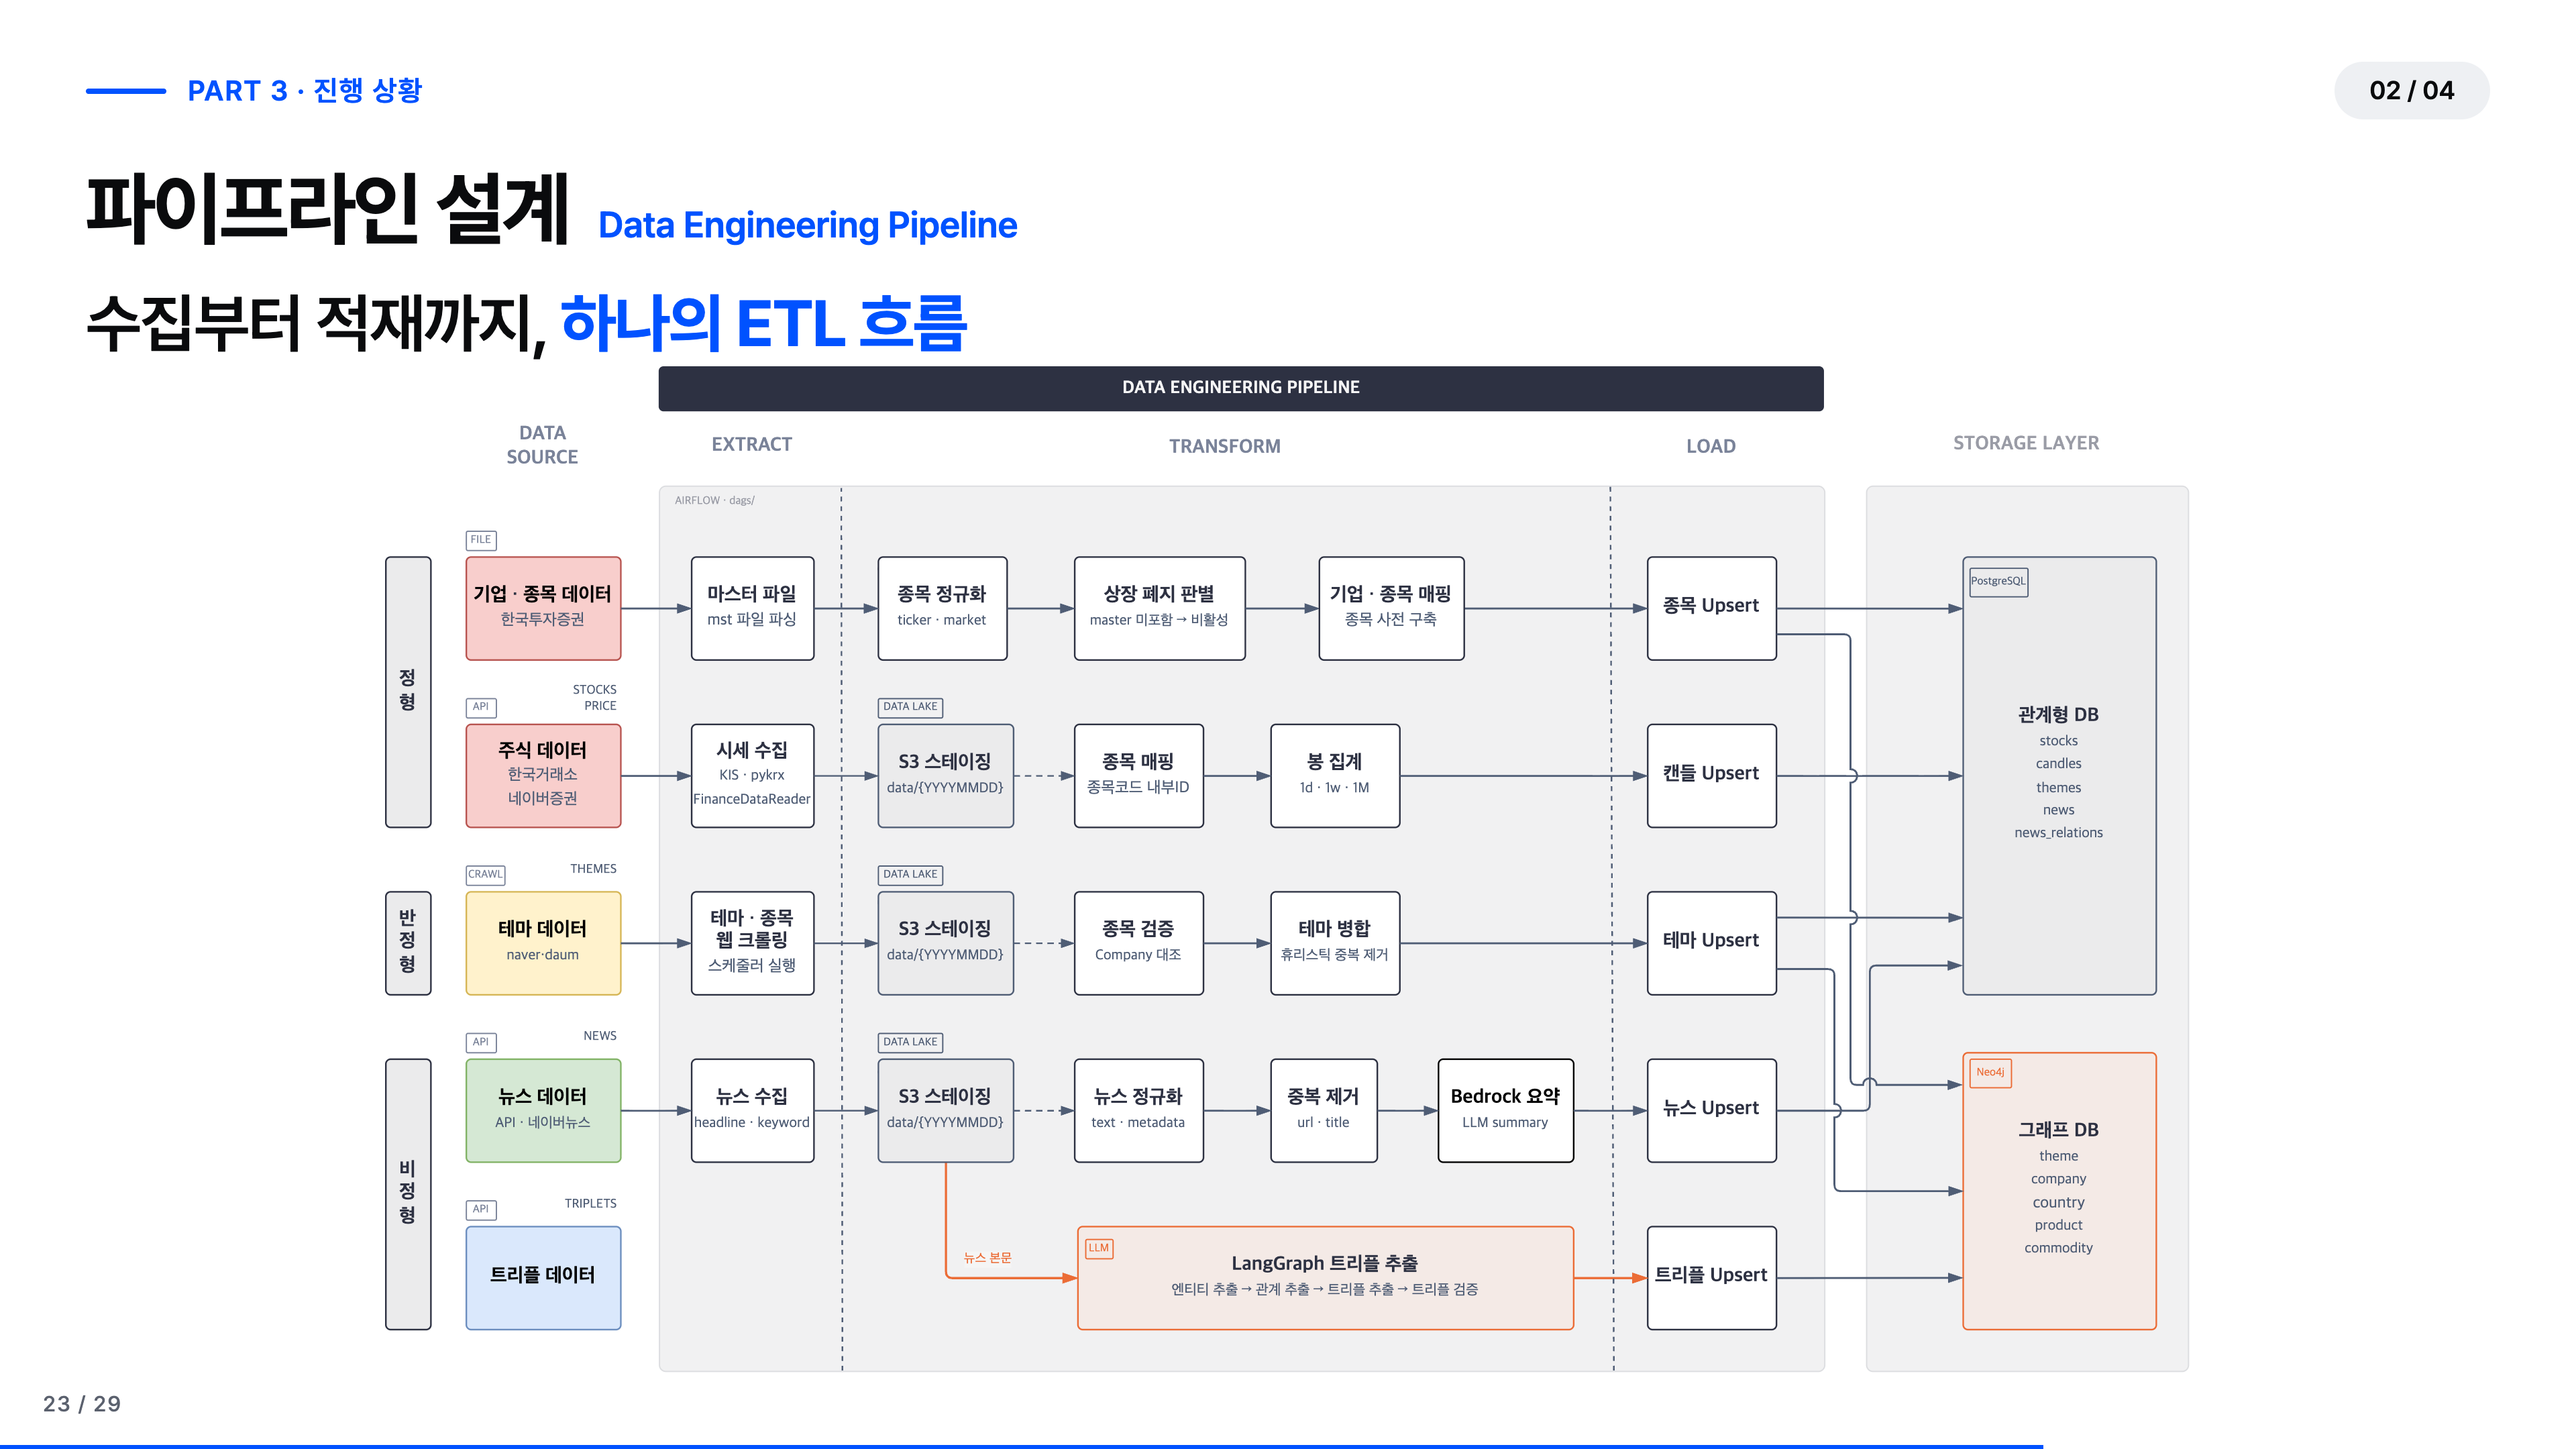 PART 3 · 진행 상황
02 / 04
파이프라인 설계 Data Engineering Pipeline
수집부터 적재까지, 하나의 ETL 흐름
DATA ENGINEERING PIPELINE
DATA
SOURCE
EXTRACT
TRANSFORM
LOAD
STORAGE LAYER
AIRFLOW · dags/
정
형
FILE
기업 · 종목 데이터
한국투자증권
마스터 파일
mst 파일 파싱
종목 정규화
ticker · market
상장 폐지 판별
master 미포함 → 비활성
기업 · 종목 매핑
종목 사전 구축
종목 Upsert
API
STOCKS
PRICE
주식 데이터
한국거래소
네이버증권
시세 수집
KIS · pykrx
FinanceDataReader
DATA LAKE
S3 스테이징
data/{YYYYMMDD}
종목 매핑
종목코드 내부ID
봉 집계
1d · 1w · 1M
캔들 Upsert
반
정
형
CRAWL
THEMES
테마 데이터
naver·daum
테마 · 종목
웹 크롤링
스케줄러 실행
DATA LAKE
S3 스테이징
data/{YYYYMMDD}
종목 검증
Company 대조
테마 병합
휴리스틱 중복 제거
테마 Upsert
비
정
형
API
NEWS
뉴스 데이터
API · 네이버뉴스
뉴스 수집
headline · keyword
DATA LAKE
S3 스테이징
data/{YYYYMMDD}
뉴스 정규화
text · metadata
중복 제거
url · title
Bedrock 요약
LLM summary
뉴스 Upsert
API
TRIPLETS
트리플 데이터
뉴스 본문
LLM
LangGraph 트리플 추출
엔티티 추출 → 관계 추출 → 트리플 추출 → 트리플 검증
트리플 Upsert
PostgreSQL
관계형 DB
stocks
candles
themes
news
news_relations
Neo4j
그래프 DB
theme
company
country
product
commodity
23 / 29